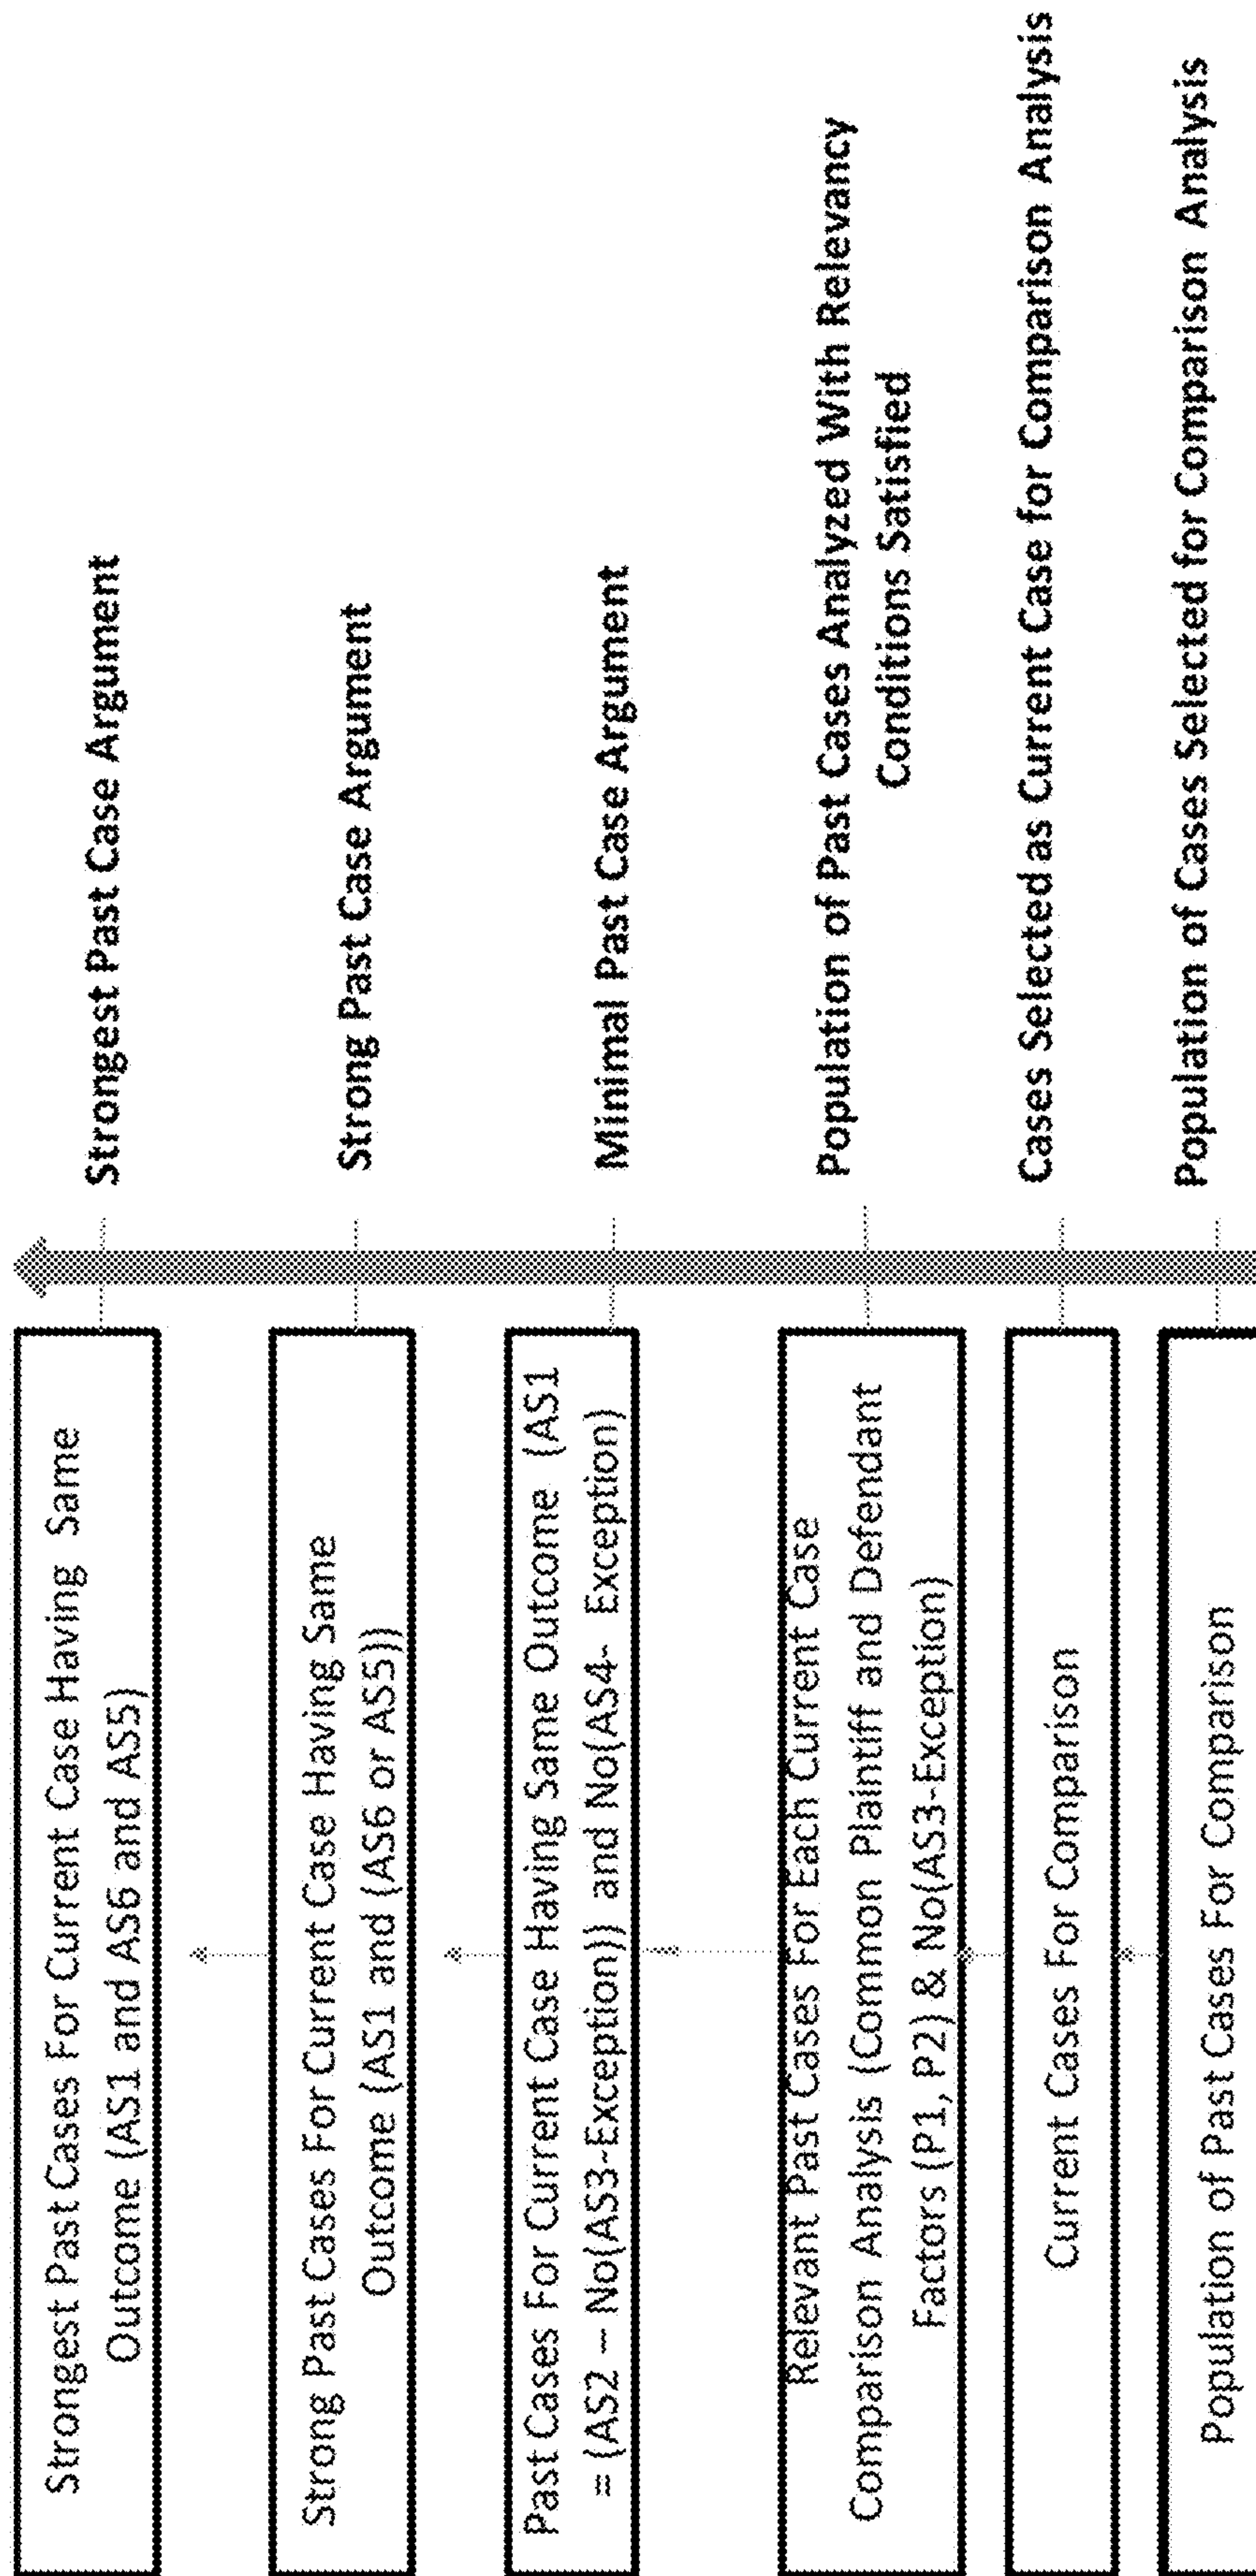 Strongest Past Cases For Current Case Having Same
Outcome (AS1 and AS6 and AS5)
Strongest Past Case Argument
Strong Past Cases For Current Case Having Same
Outcome (AS1 and (AS6 or AS5))
Strong Past Case Argument
Past Cases For Current Case Having Same Outcome (AS1
= (AS2 – No(AS3-Exception)) and No(AS4- Exception)
Minimal Past Case Argument
Relevant Past Cases For Each Current Case
Comparison Analysis (Common Plaintiff and Defendant
Factors (P1, P2) & No(AS3-Exception)
Population of Past Cases Analyzed With Relevancy
Conditions Satisfied
Current Cases For Comparison
Cases Selected as Current Case for Comparison Analysis
Population of Past Cases For Comparison
Population of Cases Selected for Comparison Analysis